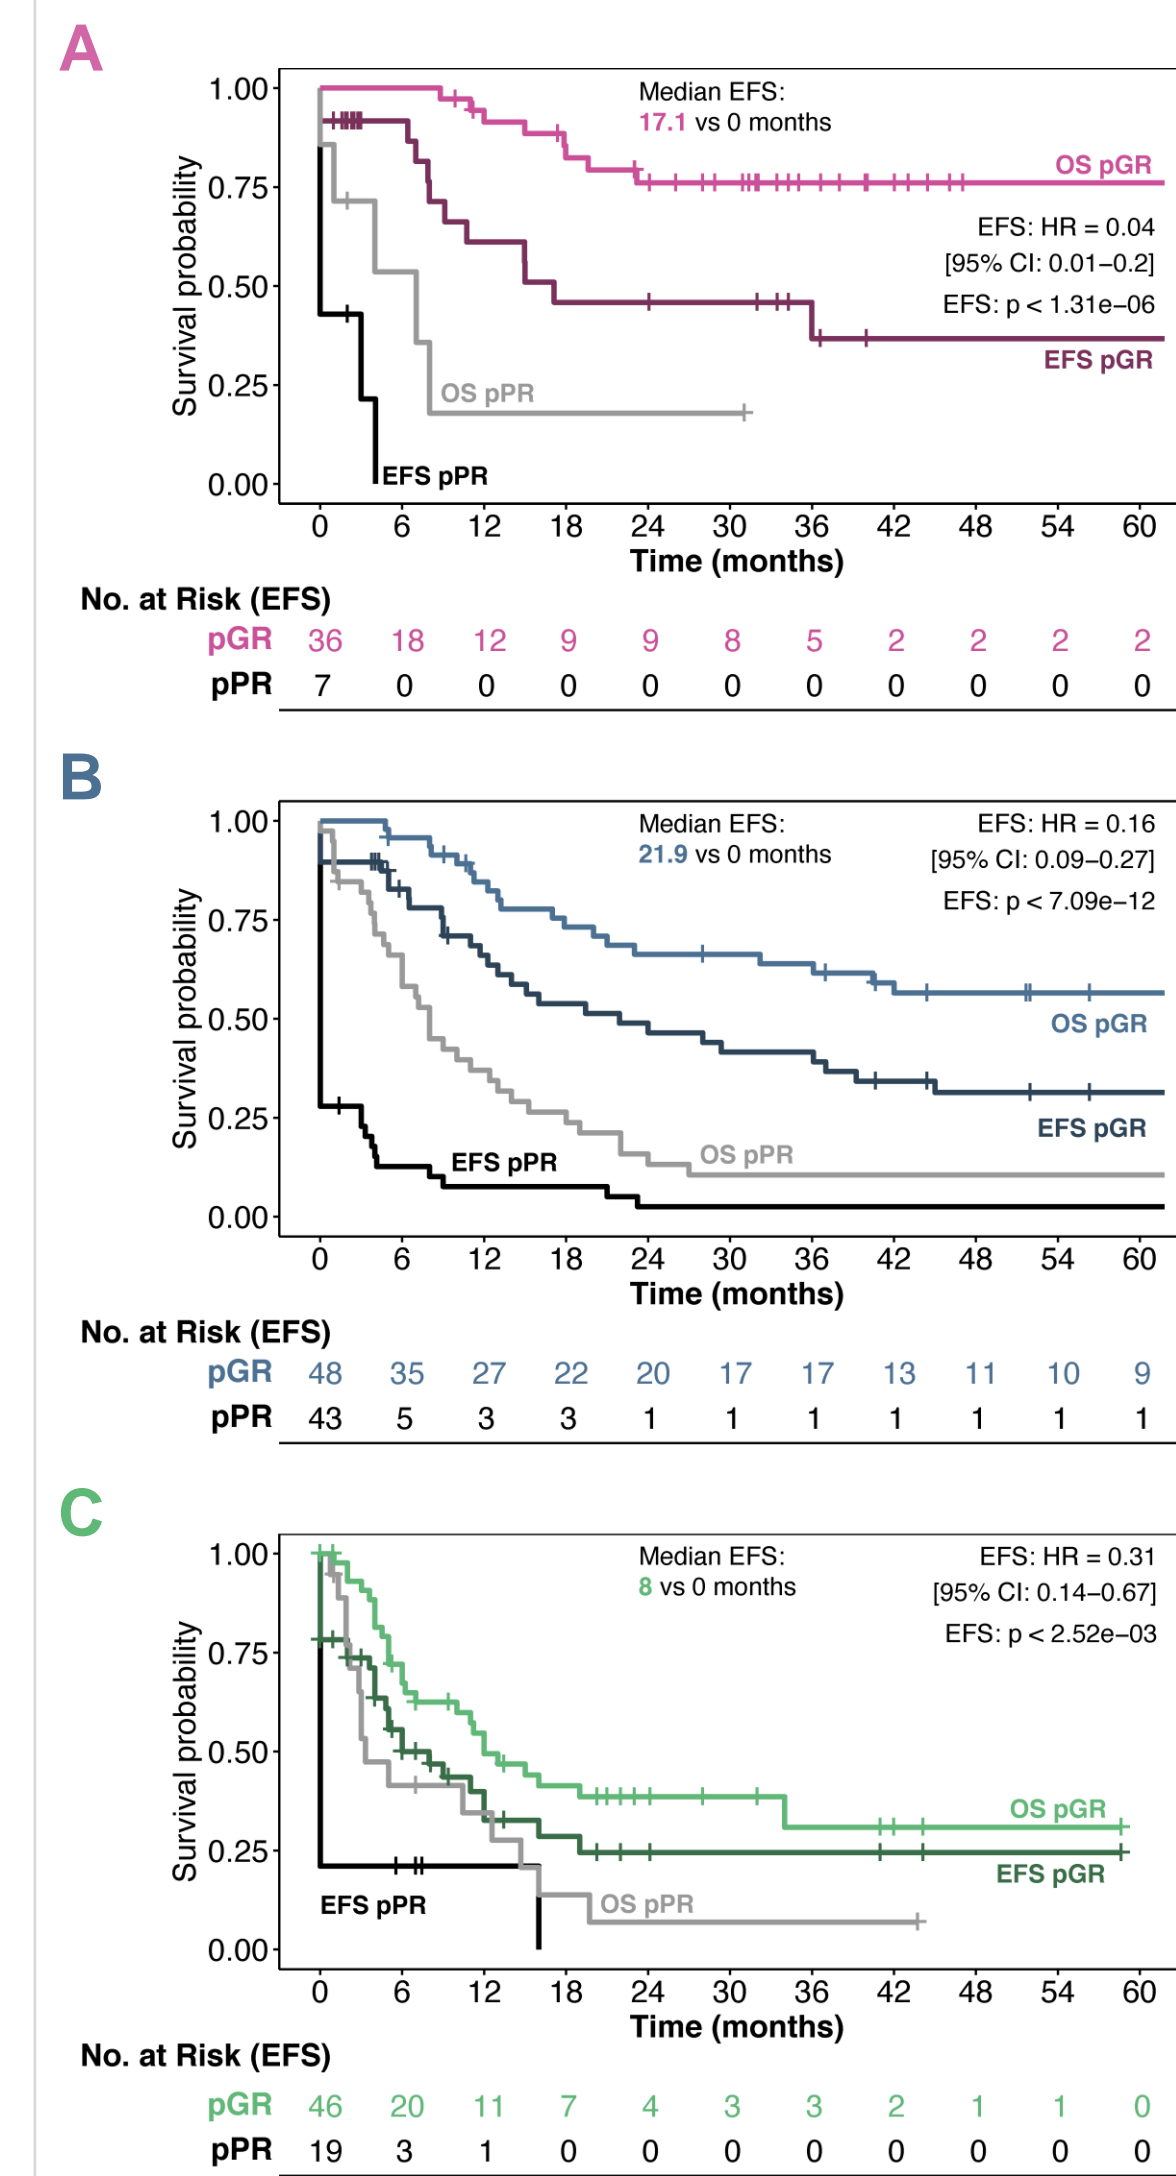 A
Median EFS:
17.1 vs 0 months
1.00
0.75
0.50
0.25
0.00
Survival probability
OS pGR
EFS: HR = 0.04
[95% CI: 0.01–0.2]
EFS: p < 1.31e−06
EFS pGR
OS pPR
EFS pPR
0 6 12 18 24 30 36 42 48 54 60
Time (months)
No. at Risk (EFS)
pGR 36 18 12 9 9 8 5 2 2 2 2
pPR 7 0 0 0 0 0 0 0 0 0 0
B
Median EFS:
21.9 vs 0 months
EFS: HR = 0.16
[95% CI: 0.09–0.27]
EFS: p < 7.09e−12
1.00
0.75
0.50
0.25
0.00
Survival probability
OS pGR
EFS pGR
EFS pPR
OS pPR
0 6 12 18 24 30 36 42 48 54 60
Time (months)
No. at Risk (EFS)
pGR 48 35 27 22 20 17 17 13 11 10 9
pPR 43 5 3 3 1 1 1 1 1 1 1
C
Median EFS:
8 vs 0 months
EFS: HR = 0.31
[95% CI: 0.14–0.67]
EFS: p < 2.52e−03
1.00
0.75
0.50
0.25
0.00
Survival probability
OS pGR
EFS pGR
EFS pPR
OS pPR
0 6 12 18 24 30 36 42 48 54 60
Time (months)
No. at Risk (EFS)
pGR 46 20 11 7 4 3 3 2 1 1 0
pPR 19 3 1 0 0 0 0 0 0 0 0